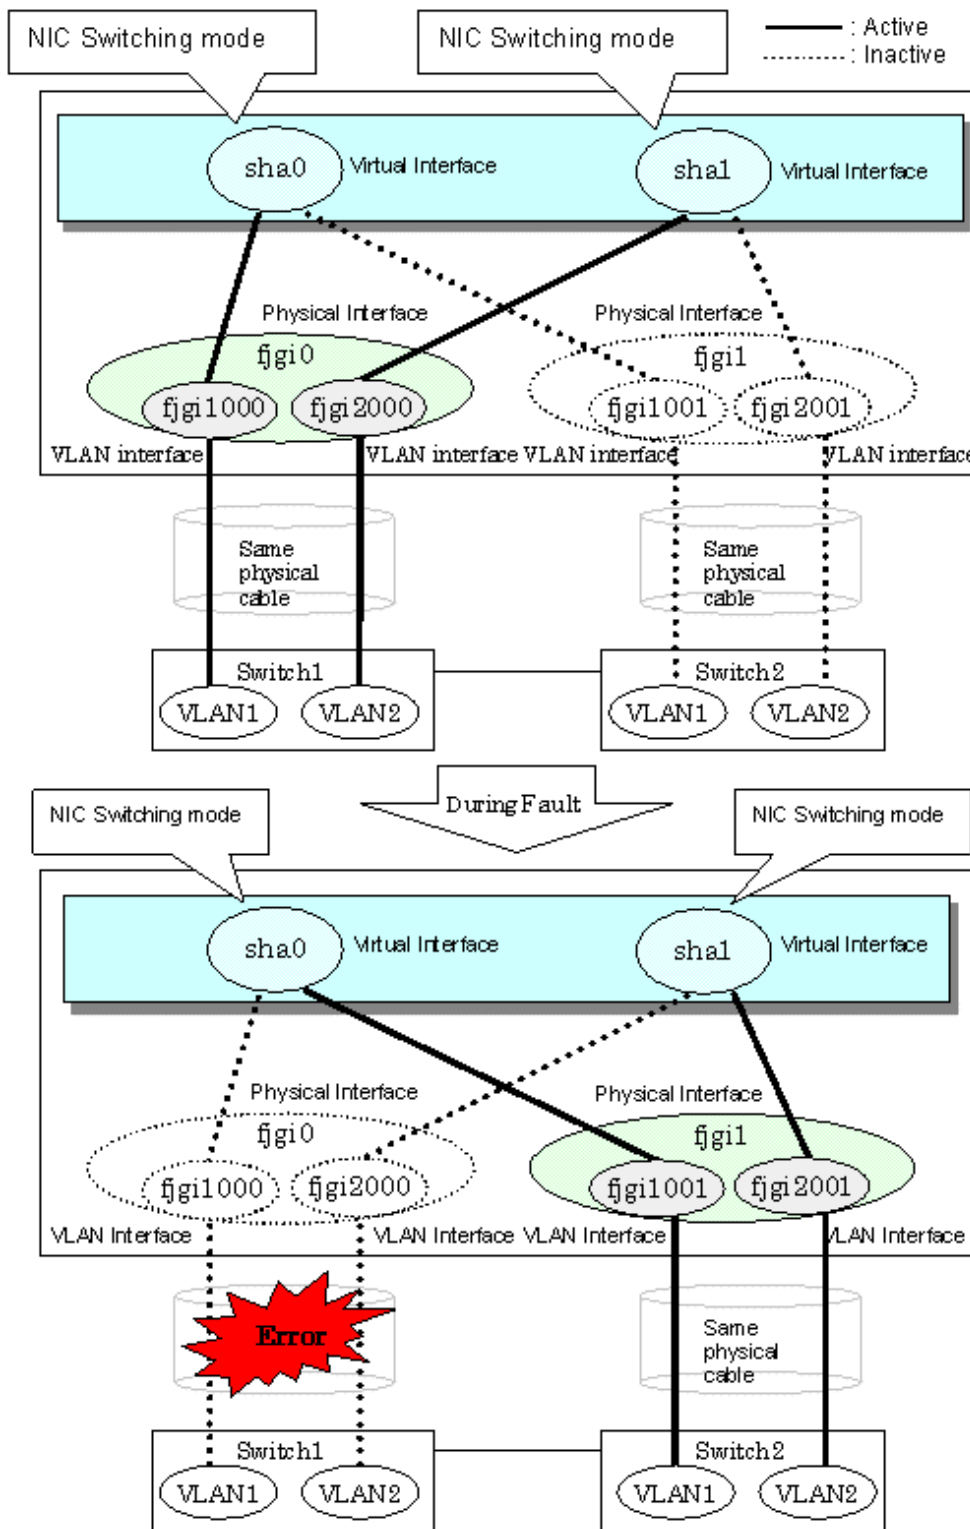 NIC Switching mode
NIC Switching mode
: Active
: Inactive
sha0
Virtual Interface
sha1
Virtual Interface
Physical Interface
Physical Interface
fjgi0
fjgi1
fjgi1000
fjgi2000
fjgi1001
fjgi2001
VLAN interface
VLAN interface
VLAN interface
VLAN interface
Same
physical
cable
Same
physical
cable
Switch1
Switch2
VLAN1
VLAN2
VLAN1
VLAN2
During Fault
NIC Switching mode
NIC Switching mode
sha0
Virtual Interface
sha1
Virtual Interface
Physical Interface
Physical Interface
fjgi0
fjgi1
fjgi1000
fjgi2000
fjgi1001
fjgi2001
VLAN Interface
VLAN Interface
VLAN Interface
VLAN Interface
Error
Same
physical
cable
Switch1
Switch2
VLAN1
VLAN2
VLAN1
VLAN2